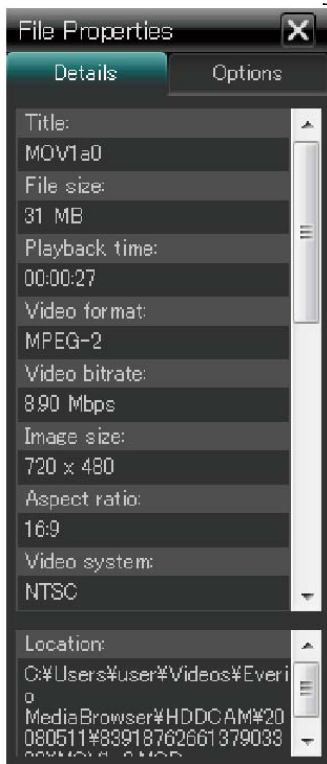 File Properties
Details Options
Title:
MOV1a0
File size:
31 MB
Playback time:
00:00:27
Video format:
MPEG-2
Video bitrate:
8.90 Mbps
Image size:
720 x 480
Aspect ratio:
16:9
Video system:
NTSC
Location:
C:¥Users¥user¥Videos¥Everi
o
MediaBrowser¥HDDCAM¥20
080511¥83918762661379033